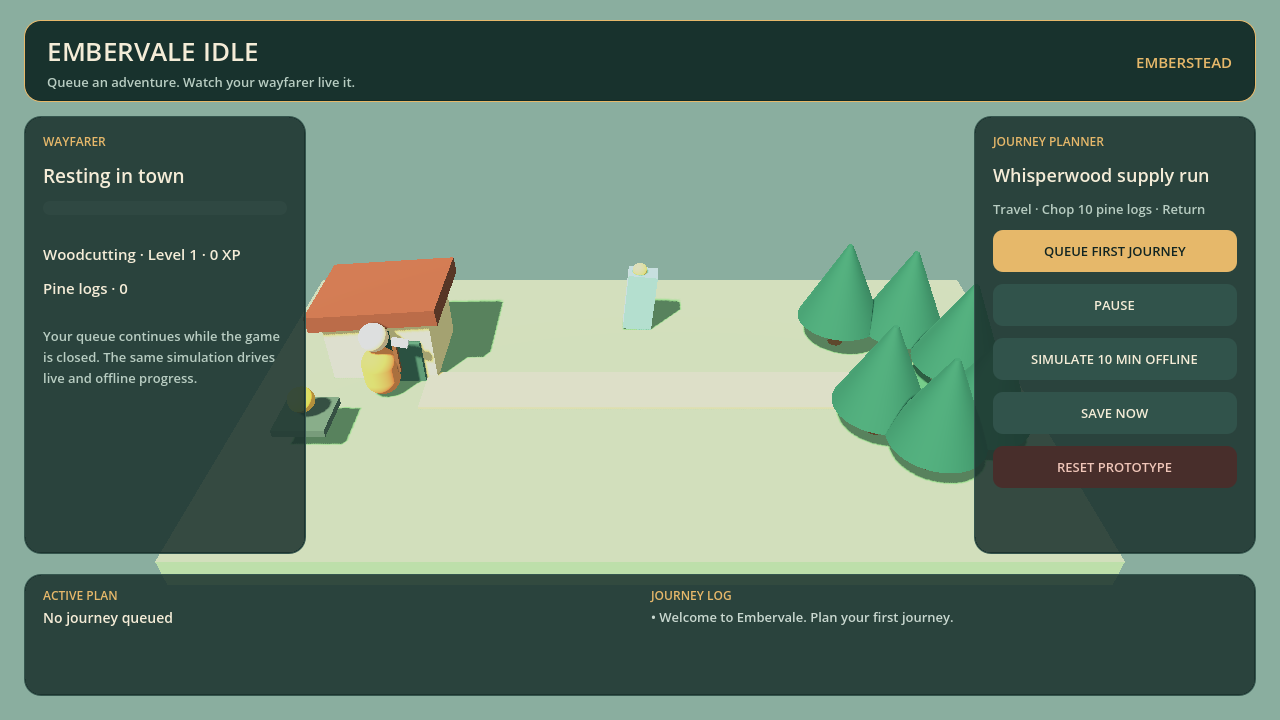 EMBERVALE IDLE
Queue an adventure. Watch your wayfarer live it.
EMBERSTEAD
WAYFARER
Resting in town
Woodcutting · Level 1 · 0 XP
Pine logs · 0
Your queue continues while the game
is closed. The same simulation drives
live and offline progress.
JOURNEY PLANNER
Whisperwood supply run
Travel · Chop 10 pine logs · Return
QUEUE FIRST JOURNEY
PAUSE
SIMULATE 10 MIN OFFLINE
SAVE NOW
RESET PROTOTYPE
ACTIVE PLAN
No journey queued
JOURNEY LOG
• Welcome to Embervale. Plan your first journey.